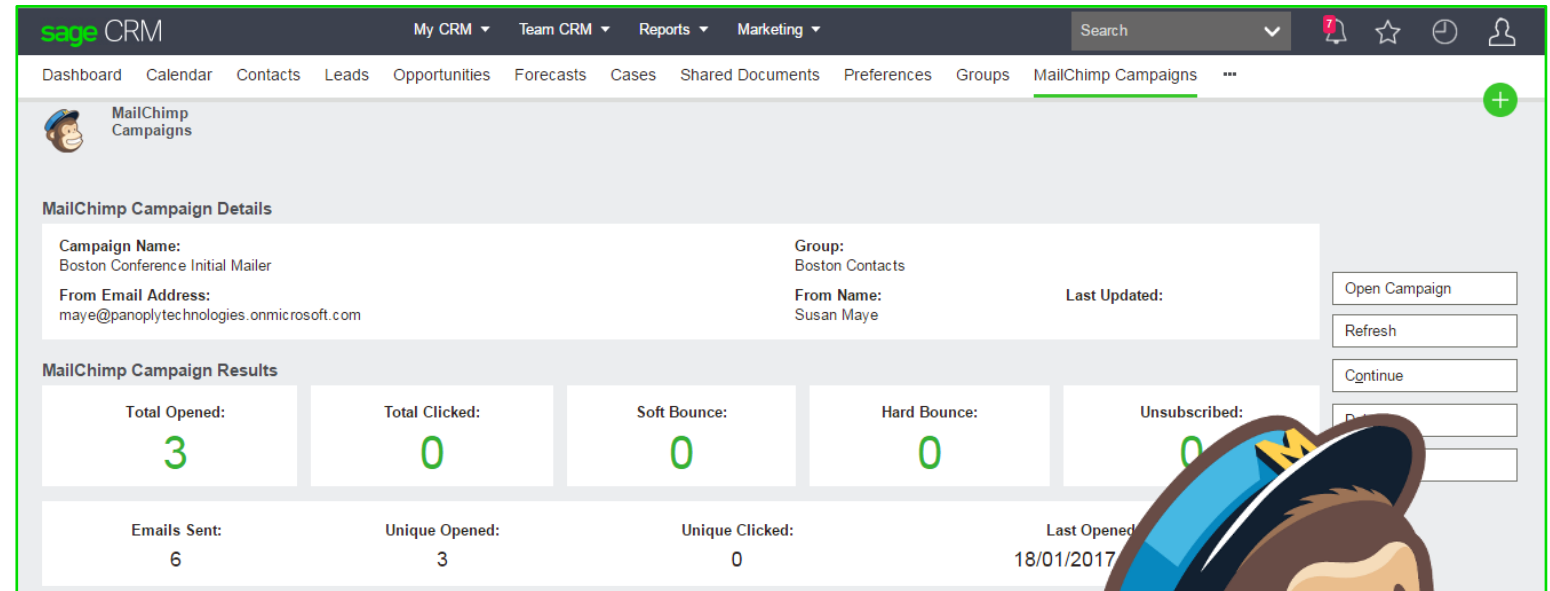 sage CRM
My CRM
Team CRM
Reports
Marketing
Search
7
Dashboard
Calendar
Contacts
Leads
Opportunities
Forecasts
Cases
Shared Documents
Preferences
Groups
MailChimp Campaigns
MailChimp
Campaigns
MailChimp Campaign Details
Campaign Name:
Boston Conference Initial Mailer
Group:
Boston Contacts
From Email Address:
maye@panoplytechnologies.onmicrosoft.com
From Name:
Susan Maye
Last Updated:
Open Campaign
Refresh
Continue
MailChimp Campaign Results
Total Opened:
3
Total Clicked:
0
Soft Bounce:
0
Hard Bounce:
0
Unsubscribed:
0
Emails Sent:
6
Unique Opened:
3
Unique Clicked:
0
Last Opened
18/01/2017
M